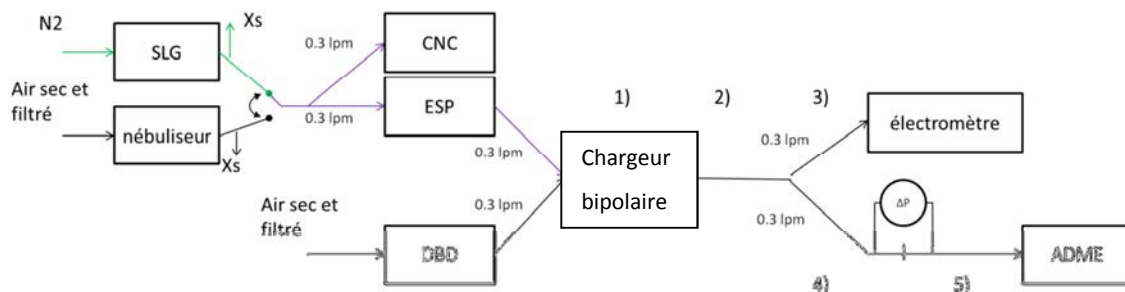 N2
Xs
SLG
Air sec et
filtré
nébuliseur
Xs
0.3 lpm
CNC
0.3 lpm
ESP
0.3 lpm
Air sec et
filtré
DBD
0.3 lpm
1)
2)
3)
Chargeur
bipolaire
0.3 lpm
électromètre
0.3 lpm
ΔP
4)
5)
ADME